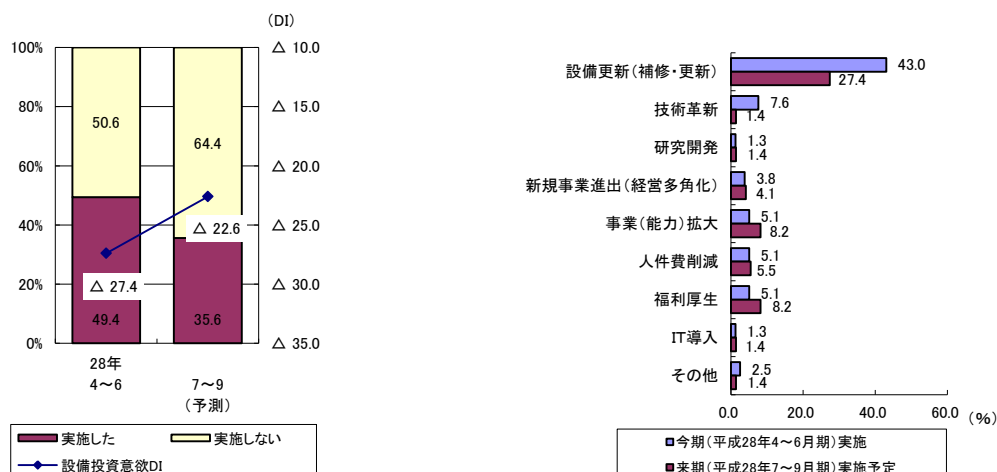 (DI)
100%
80%
60%
40%
20%
0%
△ 10.0
△ 15.0
△ 20.0
△ 25.0
△ 30.0
△ 35.0
50.6
64.4
△ 22.6
△ 27.4
49.4
35.6
28年
4～6
7～9
(予測)
実施した
実施しない
設備投資意欲DI
設備更新(補修・更新)
43.0
27.4
技術革新
7.6
1.4
研究開発
1.3
1.4
新規事業進出(経営多角化)
3.8
4.1
事業(能力)拡大
5.1
8.2
人件費削減
5.1
5.5
福利厚生
5.1
8.2
IT導入
1.3
1.4
その他
2.5
1.4
0.0 20.0 40.0 60.0
(%)
今期(平成28年4～6月期)実施
来期(平成28年7～9月期)実施予定